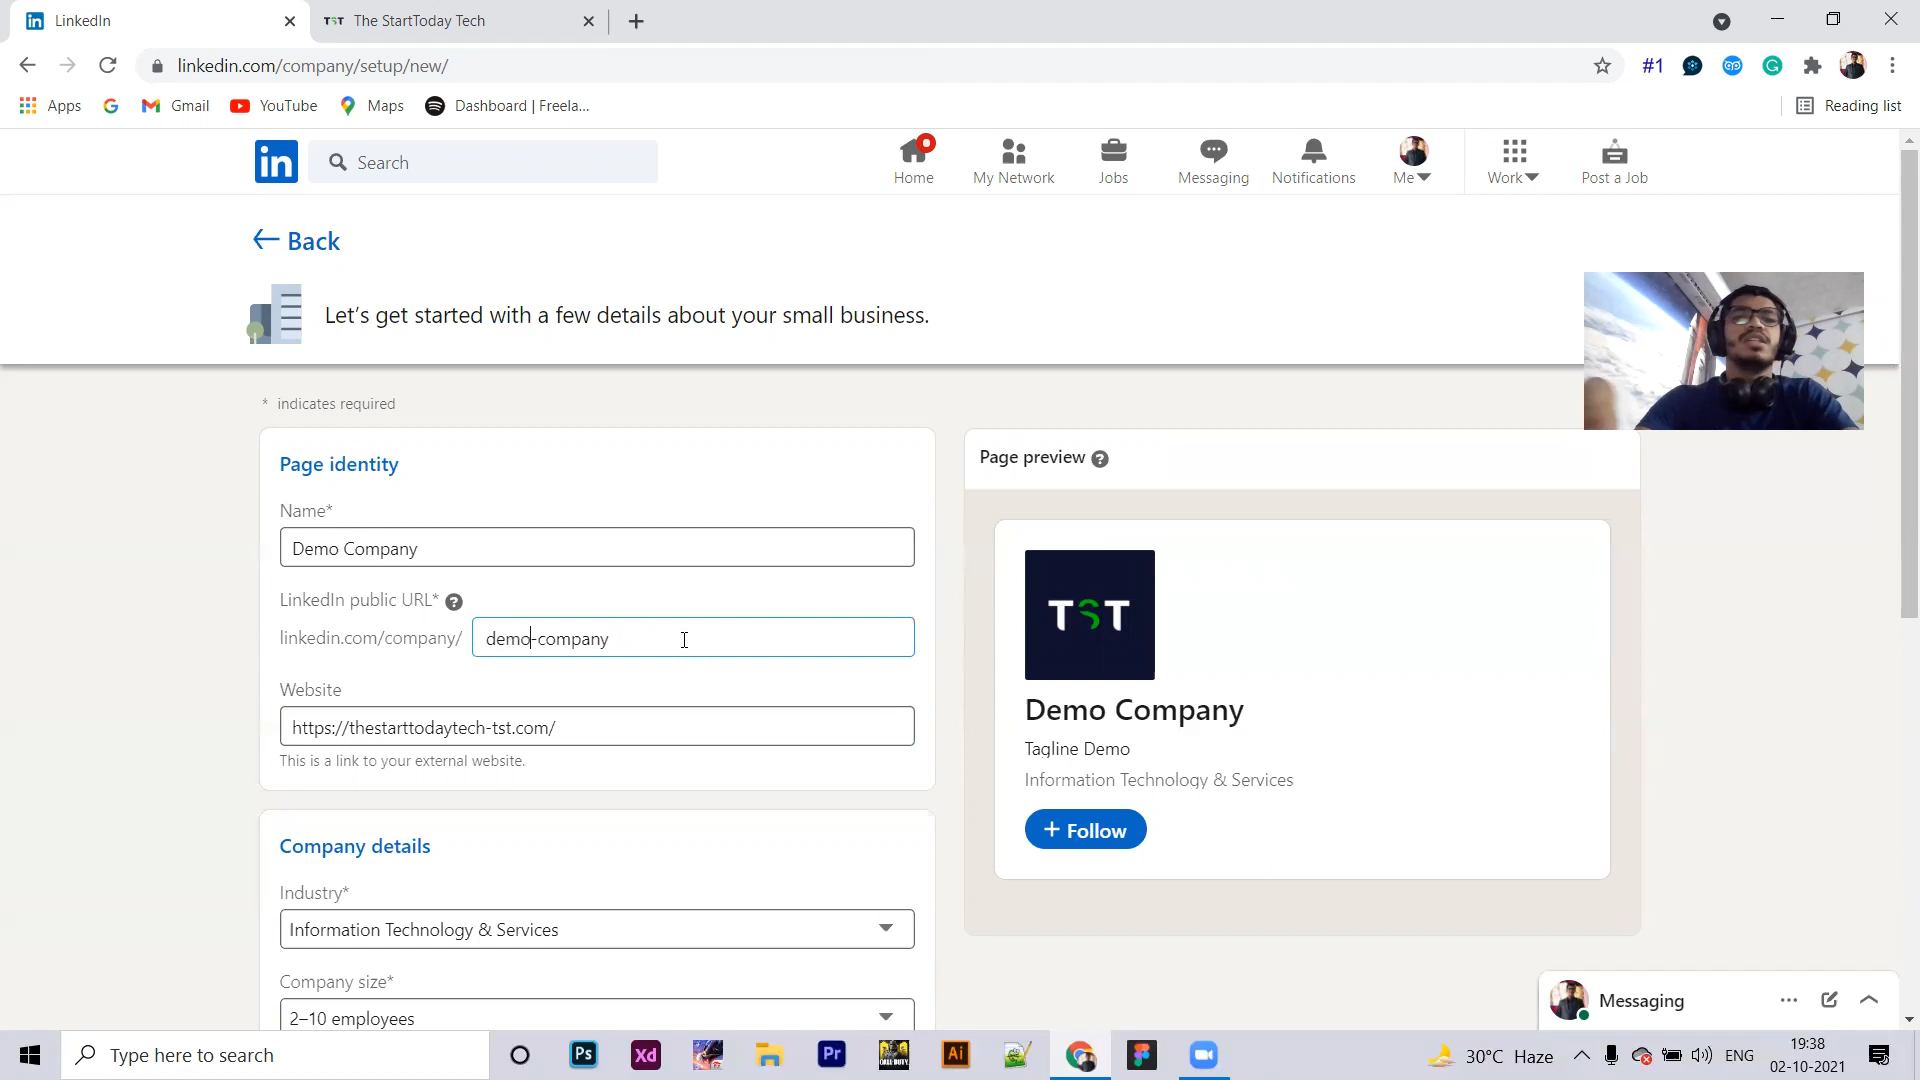 LinkedIn
TST The StartToday Tech
linkedin.com/company/setup/new/
#1
Apps
Gmail
YouTube
Maps
Dashboard | Freela...
Reading list
in
Search
Home
My Network
Jobs
Messaging
Notifications
Me
Work
Post a Job
Back
Let's get started with a few details about your small business.
* indicates required
Page identity
Name*
Demo Company
LinkedIn public URL*
linkedin.com/company/
demo-company
Website
https://thestarttodaytech-tst.com/
This is a link to your external website.
Company details
Industry*
Information Technology & Services
Company size*
2–10 employees
Page preview
TST
Demo Company
Tagline Demo
Information Technology & Services
+ Follow
Messaging
Type here to search
Ps
Xd
Pr
CALL DUTY
Ai
30°C Haze
ENG
19:38
02-10-2021